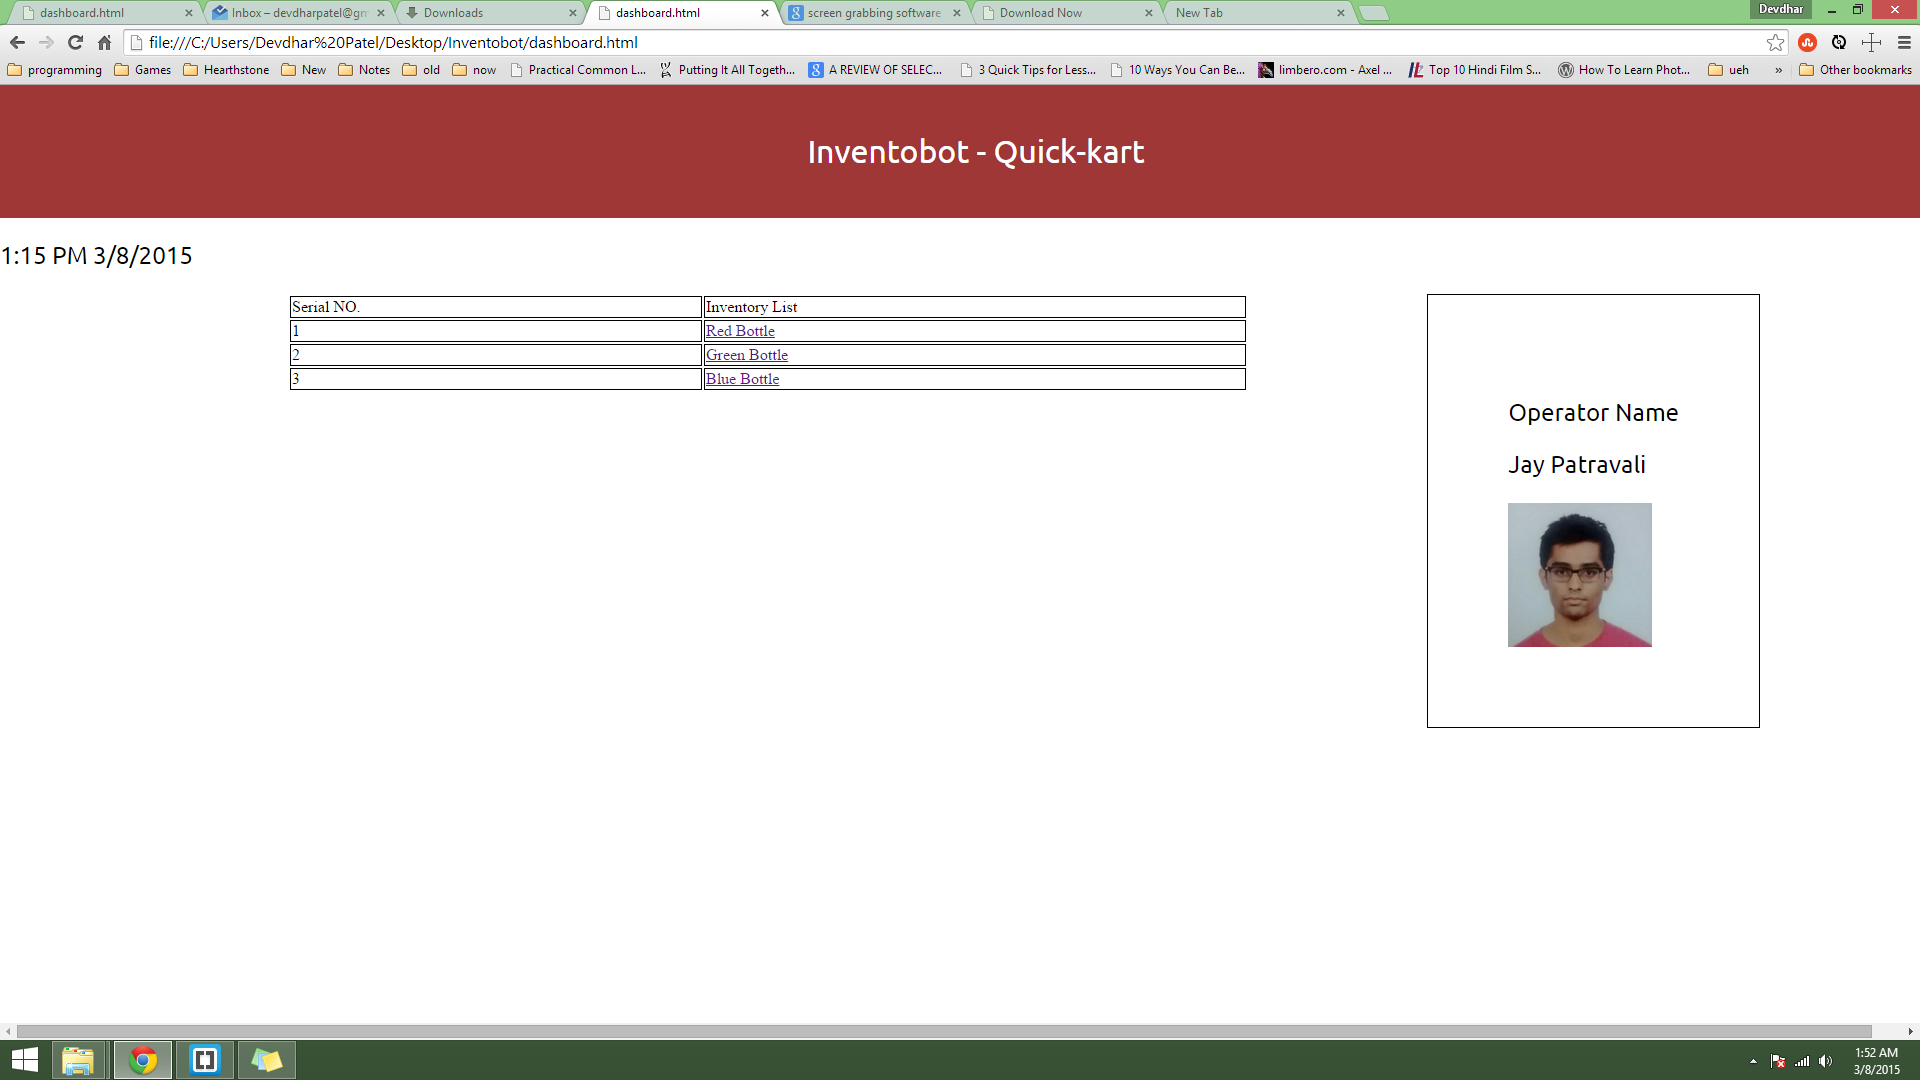 dashboard.html
Inbox – devdharpatel@gm
Downloads
dashboard.html
screen grabbing software
Download Now
New Tab
Devdhar
file:///C:/Users/Devdhar%20Patel/Desktop/Inventobot/dashboard.html
programming
Games
Hearthstone
New
Notes
old
now
Practical Common L...
Putting It All Togeth...
A REVIEW OF SELEC...
3 Quick Tips for Less...
10 Ways You Can Be...
limbero.com - Axel ...
Top 10 Hindi Film S...
How To Learn Phot...
ueh
»
Other bookmarks
Inventobot - Quick-kart
1:15 PM 3/8/2015
Serial NO. Inventory List
1 Red Bottle
2 Green Bottle
3 Blue Bottle
Operator Name
Jay Patravali
1:52 AM
3/8/2015